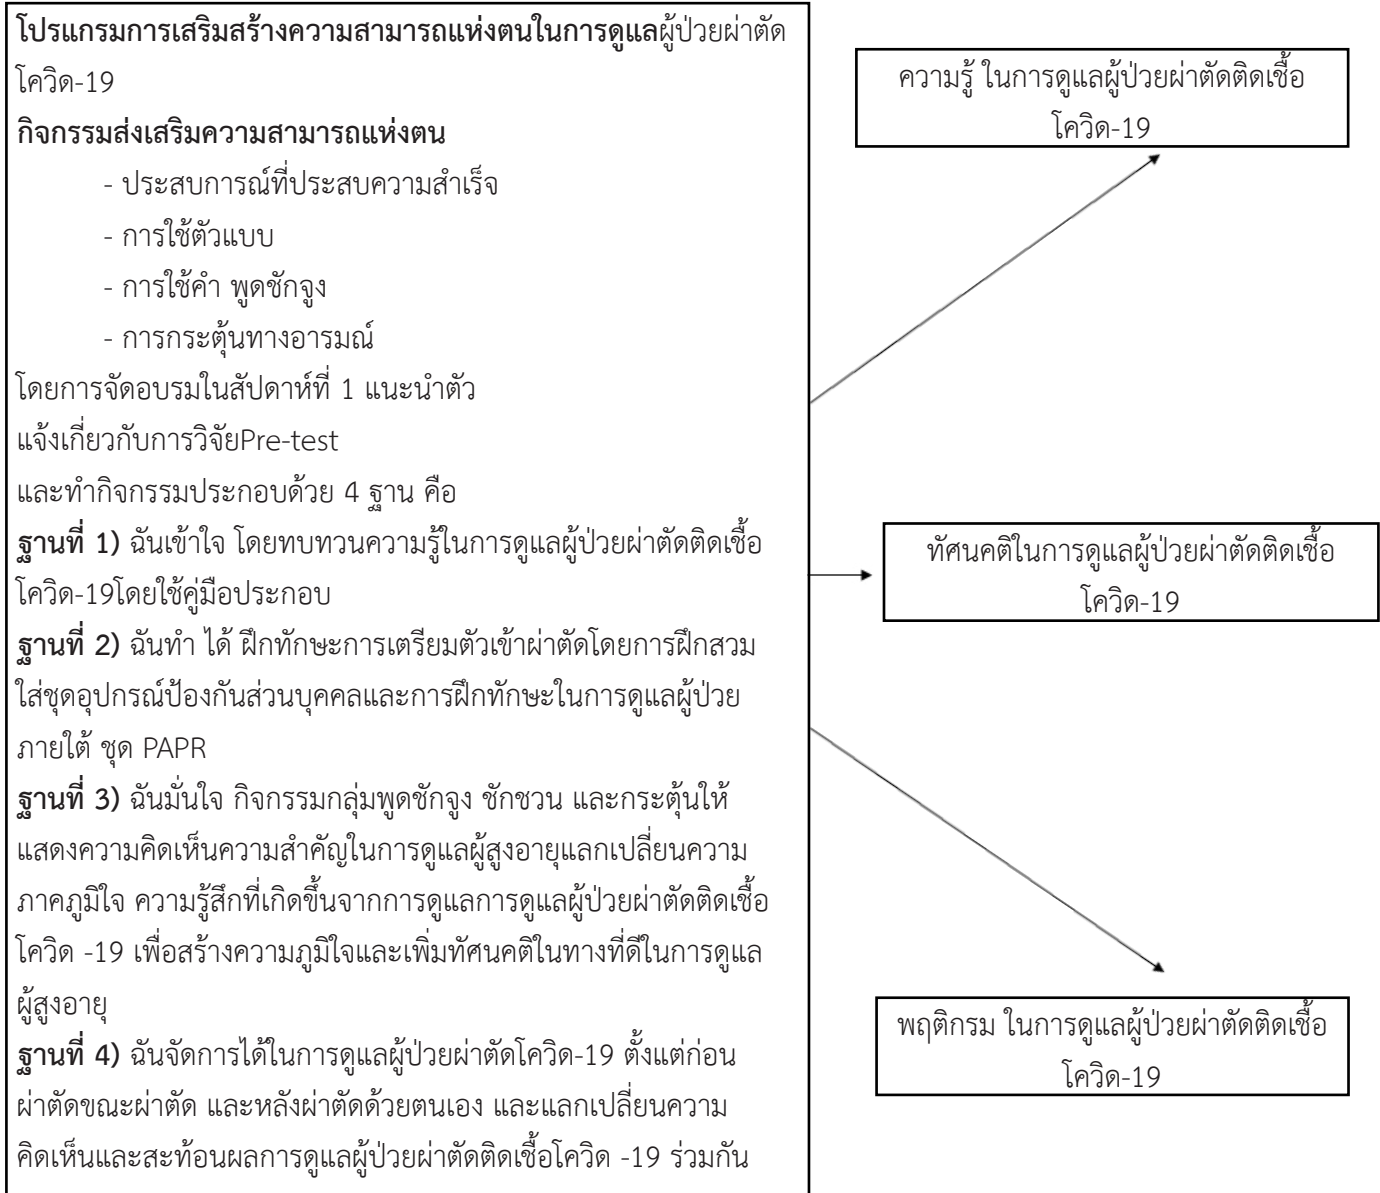 โปรแกรมการเสริมสร้างความสามารถแห่งตนในการดูแลผู้ป่วยผ่าตัด
โควิด-19
กิจกรรมส่งเสริมความสามารถแห่งตน
- ประสบการณ์ที่ประสบความสำเร็จ
- การใช้ตัวแบบ
- การใช้คำ พูดชักจูง
- การกระตุ้นทางอารมณ์
โดยการจัดอบรมในสัปดาห์ที่ 1 แนะนำตัว
แจ้งเกี่ยวกับการวิจัยPre-test
และทำกิจกรรมประกอบด้วย 4 ฐาน คือ
ฐานที่ 1) ฉันเข้าใจ โดยทบทวนความรู้ในการดูแลผู้ป่วยผ่าตัดติดเชื้อ
โควิด-19โดยใช้คู่มือประกอบ
ฐานที่ 2) ฉันทำ ได้ ฝึกทักษะการเตรียมตัวเข้าผ่าตัดโดยการฝึกสวม
ใส่ชุดอุปกรณ์ป้องกันส่วนบุคคลและการฝึกทักษะในการดูแลผู้ป่วย
ภายใต้ ชุด PAPR
ฐานที่ 3) ฉันมั่นใจ กิจกรรมกลุ่มพูดชักจูง ชักชวน และกระตุ้นให้
แสดงความคิดเห็นความสำคัญในการดูแลผู้สูงอายุแลกเปลี่ยนความ
ภาคภูมิใจ ความรู้สึกที่เกิดขึ้นจากการดูแลการดูแลผู้ป่วยผ่าตัดติดเชื้อ
โควิด -19 เพื่อสร้างความภูมิใจและเพิ่มทัศนคติในทางที่ดีในการดูแล
ผู้สูงอายุ
ฐานที่ 4) ฉันจัดการได้ในการดูแลผู้ป่วยผ่าตัดโควิด-19 ตั้งแต่ก่อน
ผ่าตัดขณะผ่าตัด และหลังผ่าตัดด้วยตนเอง และแลกเปลี่ยนความ
คิดเห็นและสะท้อนผลการดูแลผู้ป่วยผ่าตัดติดเชื้อโควิด -19 ร่วมกัน
ความรู้ ในการดูแลผู้ป่วยผ่าตัดติดเชื้อ
โควิด-19
ทัศนคติในการดูแลผู้ป่วยผ่าตัดติดเชื้อ
โควิด-19
พฤติกรม ในการดูแลผู้ป่วยผ่าตัดติดเชื้อ
โควิด-19